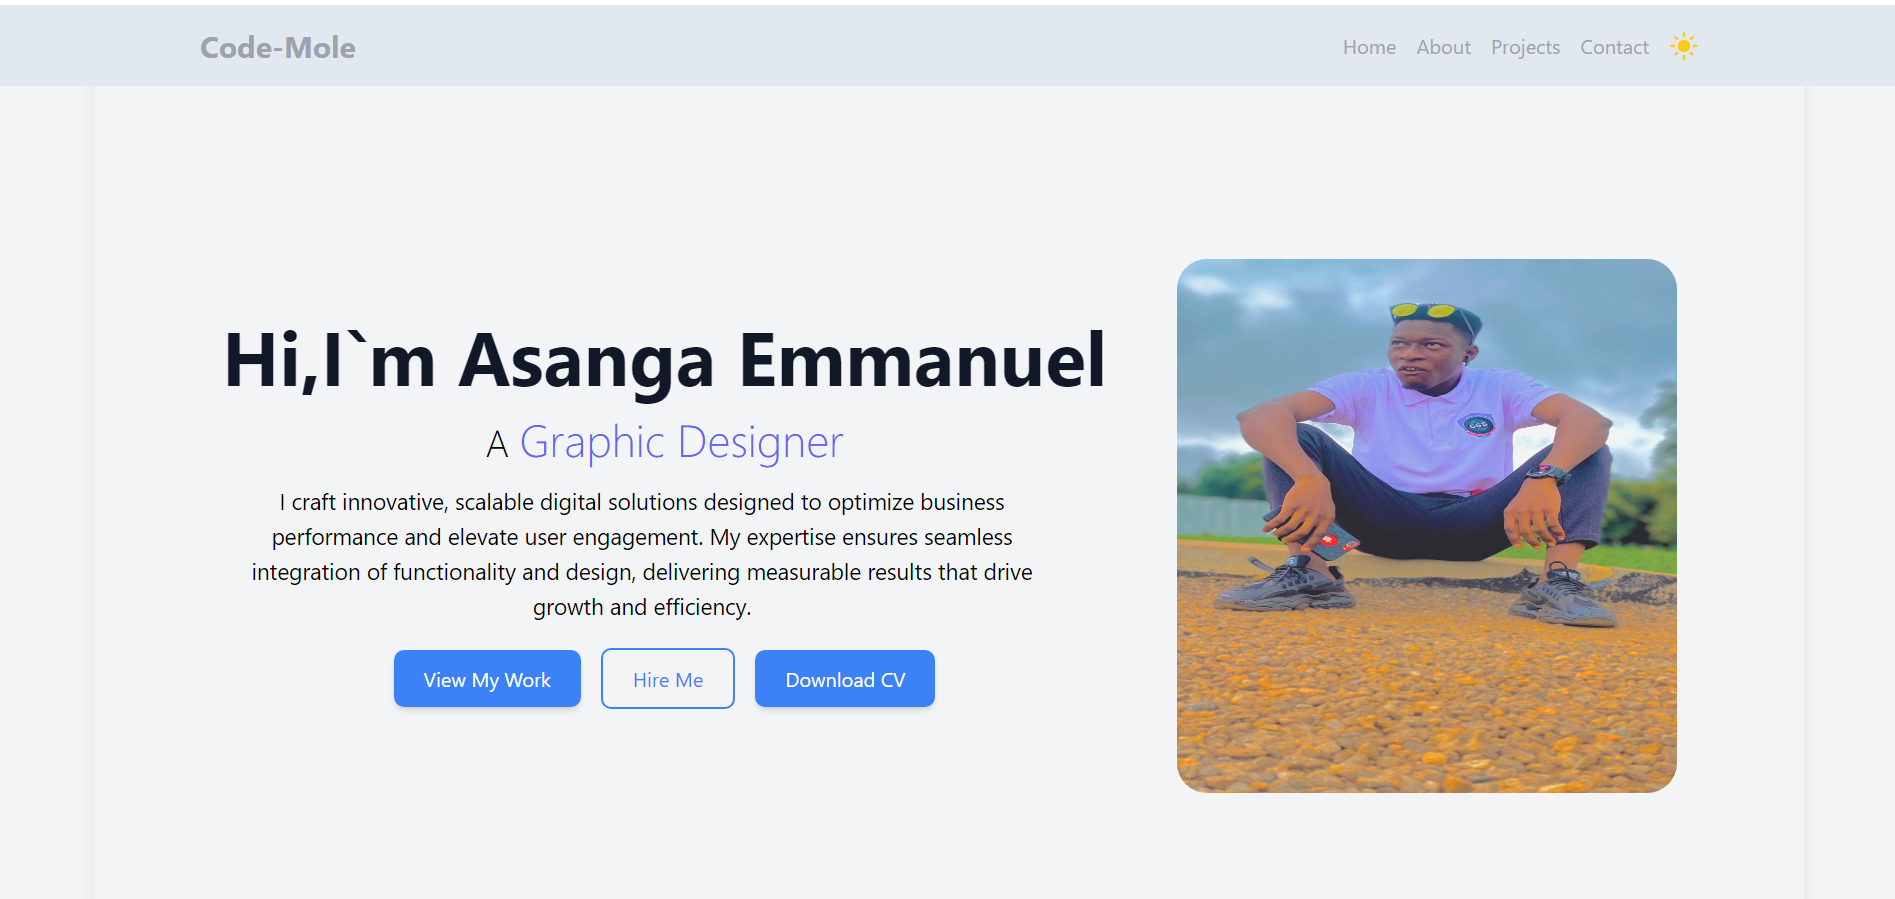 Code-Mole
Home About Projects Contact
Hi,I`m Asanga Emmanuel
A Graphic Designer
I craft innovative, scalable digital solutions designed to optimize business
performance and elevate user engagement. My expertise ensures seamless
integration of functionality and design, delivering measurable results that drive
growth and efficiency.
View My Work
Hire Me
Download CV